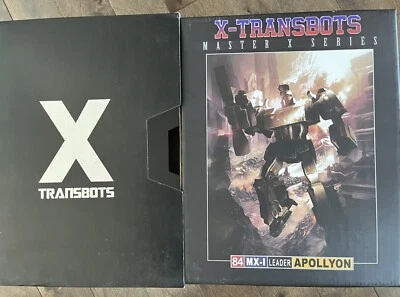 X
TRANSBOTS
X-TRANSBOTS
MASTER X SERIES
84 MX-I LEADER APOLLYON